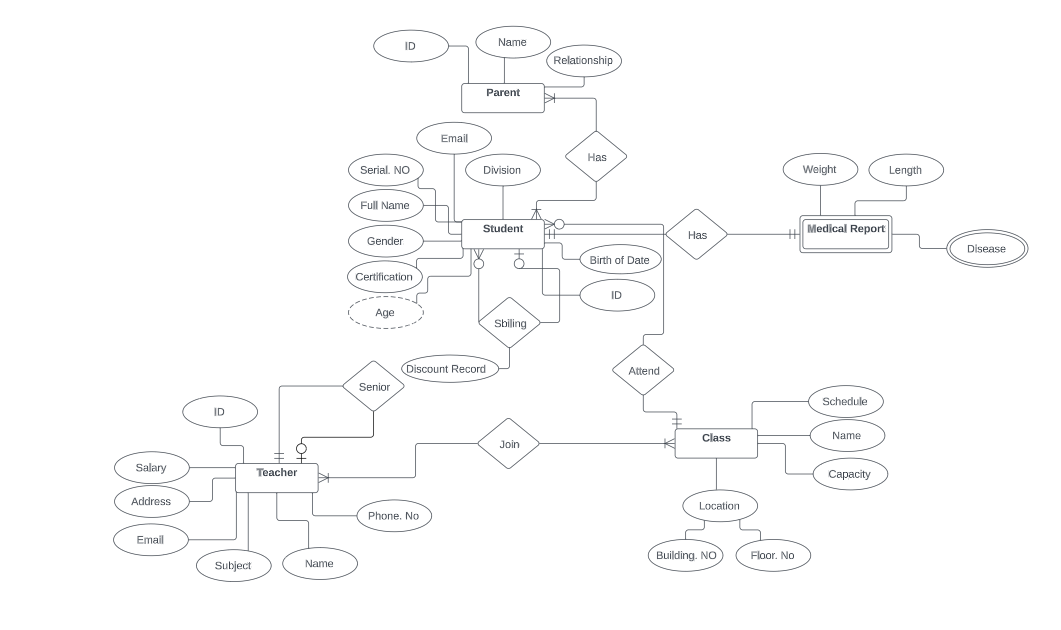 ID
Name
Relationship
Parent
Email
Has
Serial. NO
Division
Weight
Length
Full Name
Student
Has
Medical Report
Gender
Disease
Birth of Date
Certification
ID
Age
Sbiling
Discount Record
Attend
Senior
Schedule
ID
Name
Class
Join
Salary
Teacher
Capacity
Address
Location
Phone. No
Email
Building. NO
Floor. No
Subject
Name